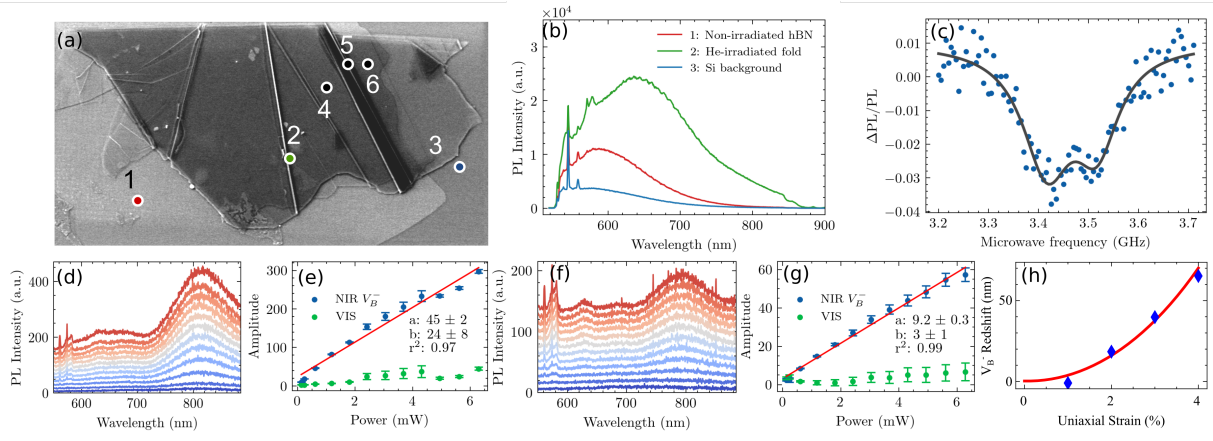 (a)
1
2
3
4
5
6
(b)
×10⁴
3
2
1
0
PL Intensity (a.u.)
600 700 800 900
Wavelength (nm)
1: Non-irradiated hBN
2: He-irradiated fold
3: Si background
(c)
0.01
0.00
-0.01
-0.02
-0.03
-0.04
ΔPL/PL
3.2 3.3 3.4 3.5 3.6 3.7
Microwave frequency (GHz)
(d)
400
200
0
PL Intensity (a.u.)
600 700 800
Wavelength (nm)
(e)
300
200
100
0
Amplitude
NIR V_B^-
VIS
a: 45 ± 2
b: 24 ± 8
r²: 0.97
0 2 4 6
Power (mW)
(f)
200
100
0
PL Intensity (a.u.)
600 700 800
Wavelength (nm)
(g)
60
40
20
0
Amplitude
NIR V_B^-
VIS
a: 9.2 ± 0.3
b: 3 ± 1
r²: 0.99
0 2 4 6
Power (mW)
(h)
50
0
V_B^- Redshift (nm)
0 2 4
Uniaxial Strain (%)